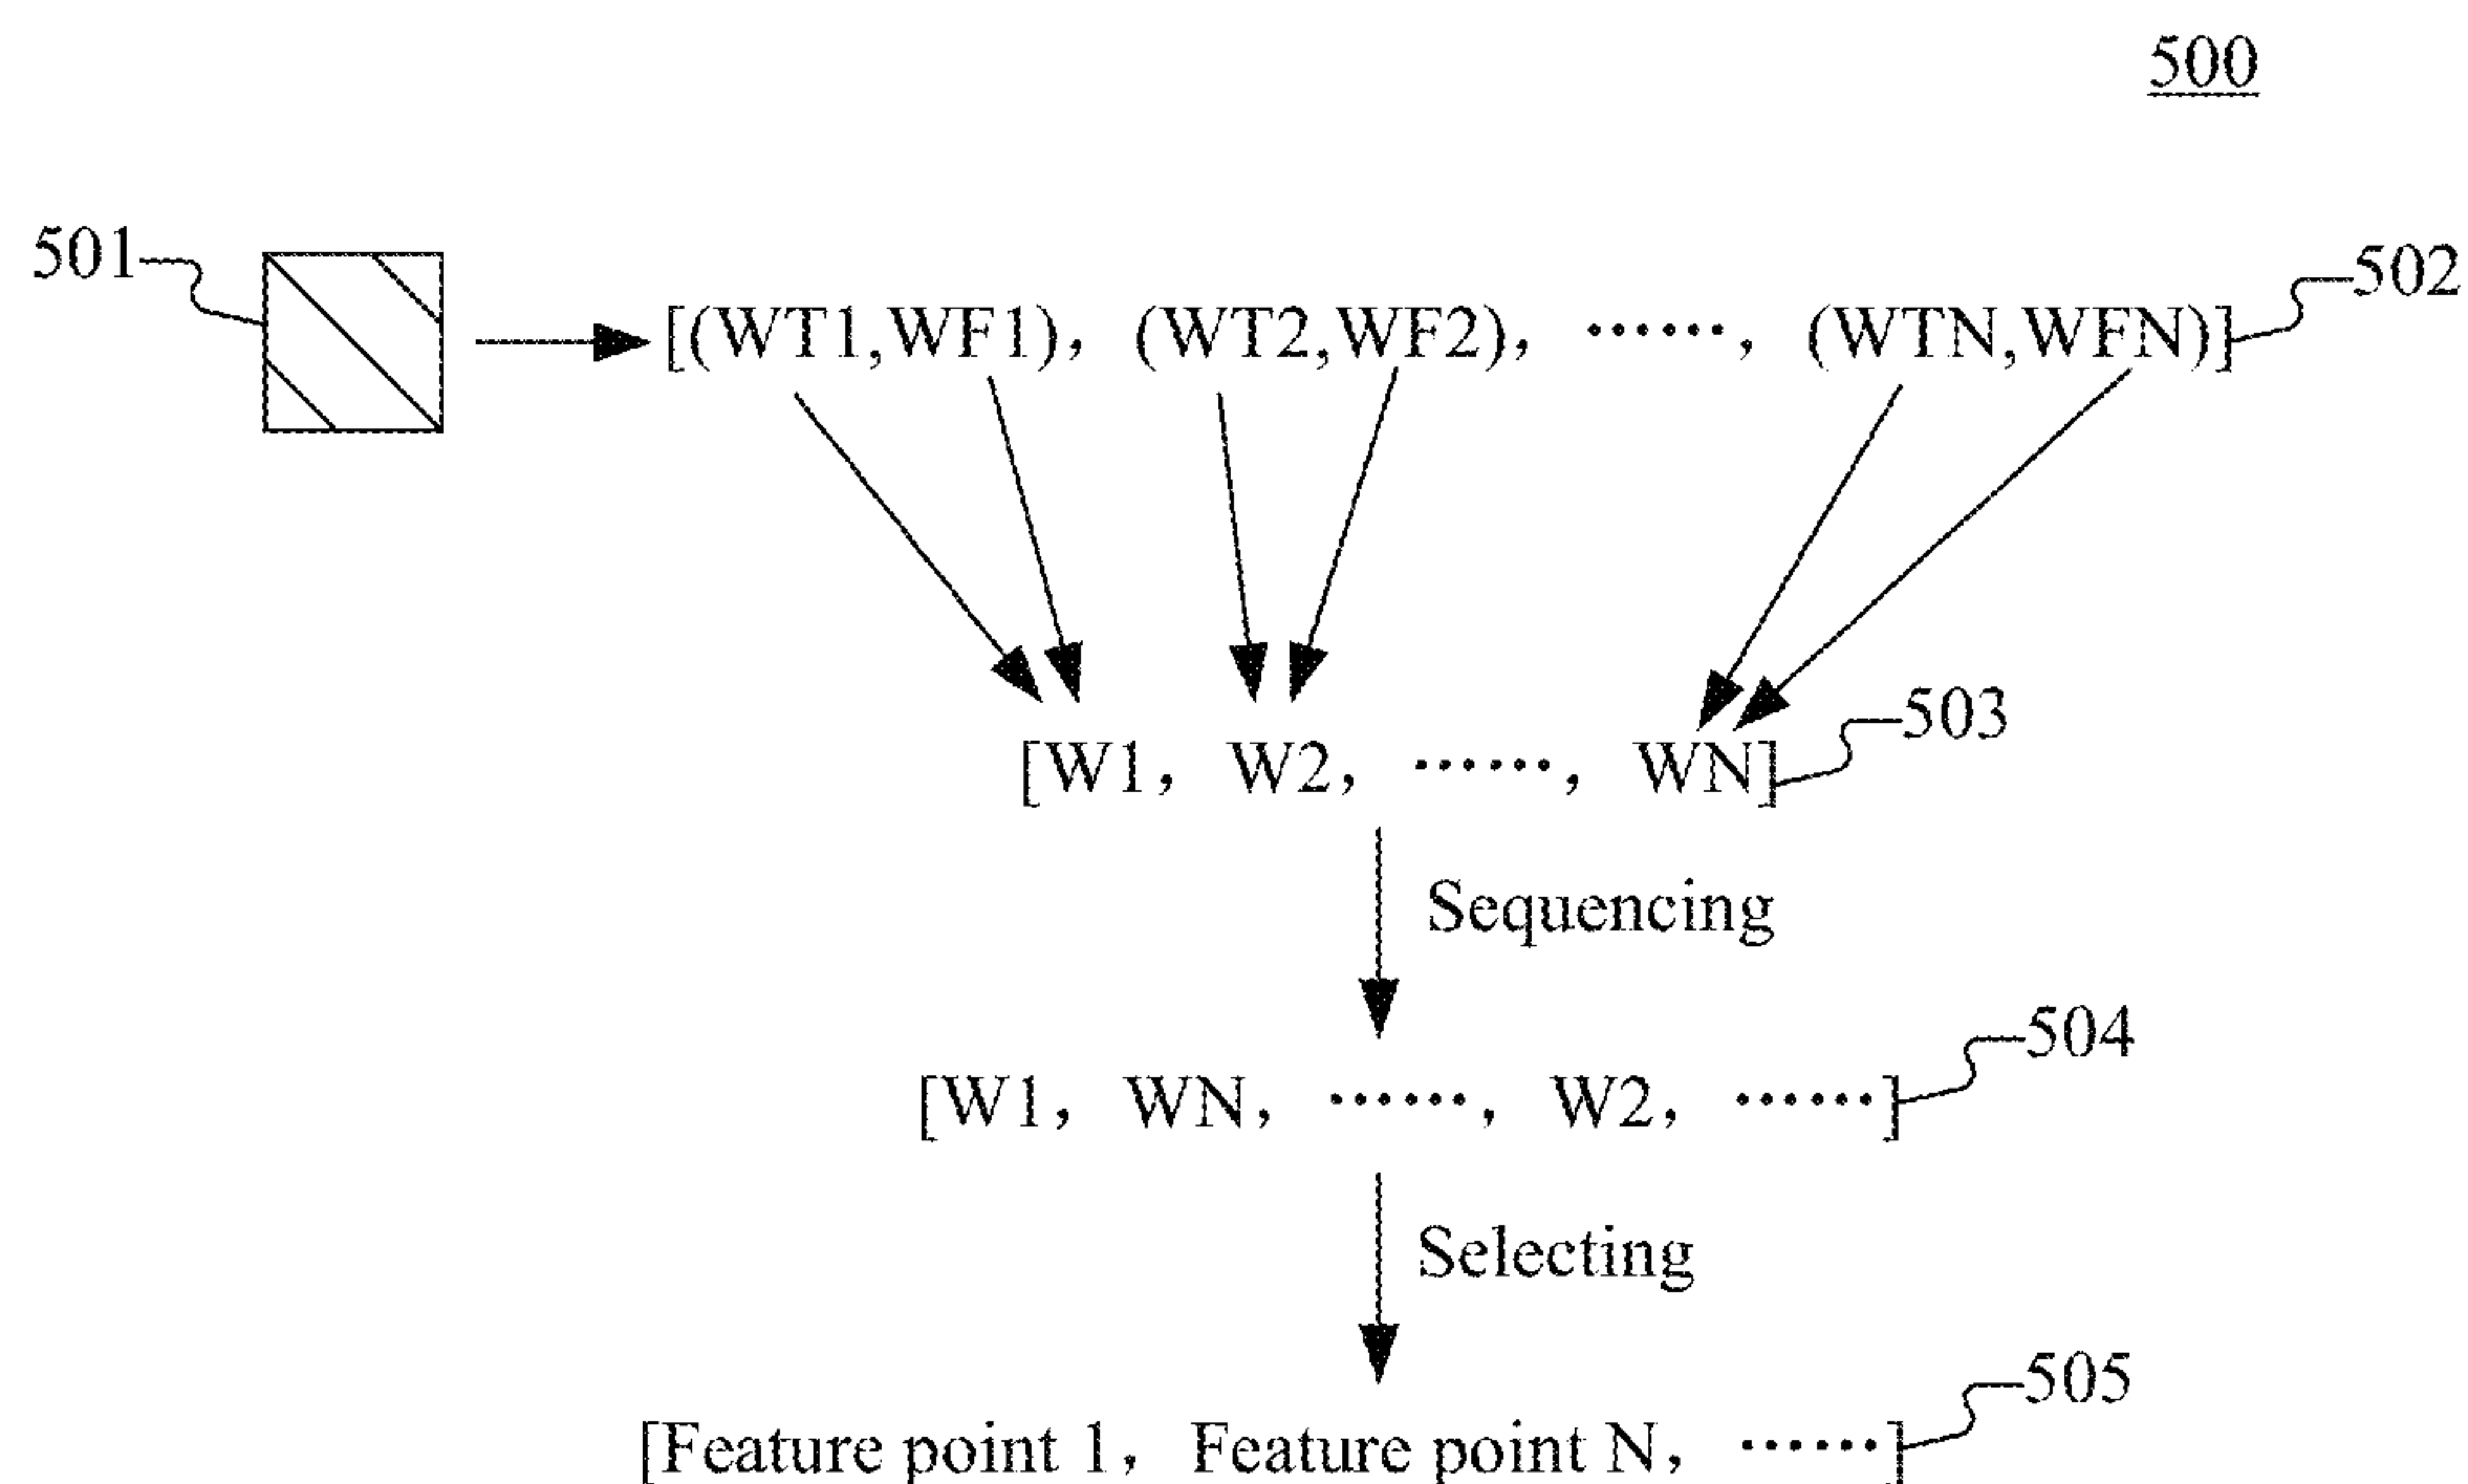 500
501
502
[(WT1,WF1), (WT2,WF2), ……, (WTN,WFN)]
503
[W1, W2, ……, WN]
Sequencing
504
[W1, WN, ……, W2, ……]
Selecting
505
[Feature point 1, Feature point N, ……]